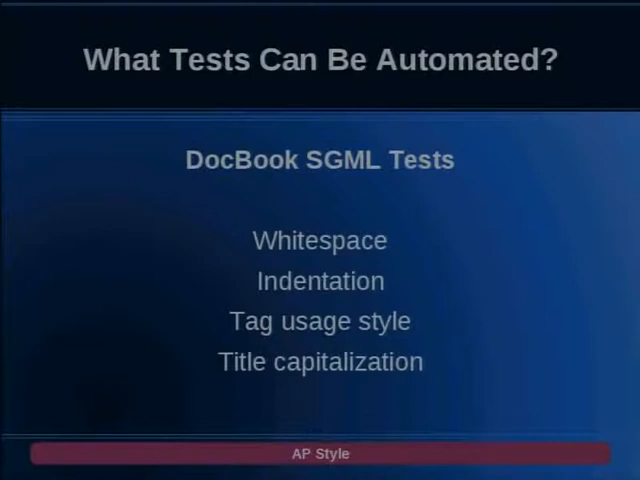 What Tests Can Be Automated?
DocBook SGML Tests
Whitespace
Indentation
Tag usage style
Title capitalization
AP Style